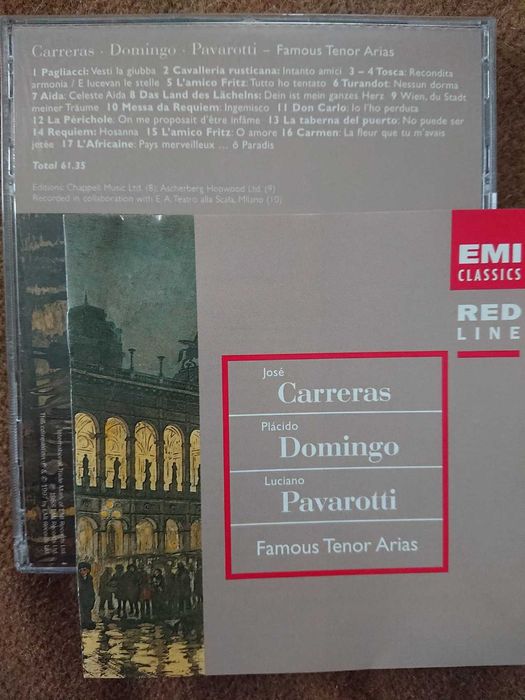 Carreras · Domingo · Pavarotti – Famous Tenor Arias
1 Pagliacci: Vesti la giubba 2 Cavalleria rusticana: Intanto amici 3 – 4 Tosca: Recondita
armonia / E lucevan le stelle 5 L'amico Fritz: Tutto ho tentato 6 Turandot: Nessun dorma
7 Aida: Celeste Aida 8 Das Land des Lächelns: Dein ist mein ganzes Herz 9 Wien, du Stadt
meiner Träume 10 Messa da Requiem: Ingemisco 11 Don Carlo: Io l'ho perduta
12 La Périchole: On me proposait d'être infâme 13 La taberna del puerto: No puede ser
14 Requiem: Hosanna 15 L'amico Fritz: O amore 16 Carmen: La fleur que tu m'avais
jetée 17 L'Africaine: Pays merveilleux ... ô Paradis
Total 61.35
Editions: Chappell Music Ltd. (8); Ascherberg Hopwood Ltd. (9)
Recorded in collaboration with E. A. Teatro alla Scala, Milano (10)
EMI
CLASSICS
RED
LINE
José
Carreras
Plácido
Domingo
Luciano
Pavarotti
Famous Tenor Arias